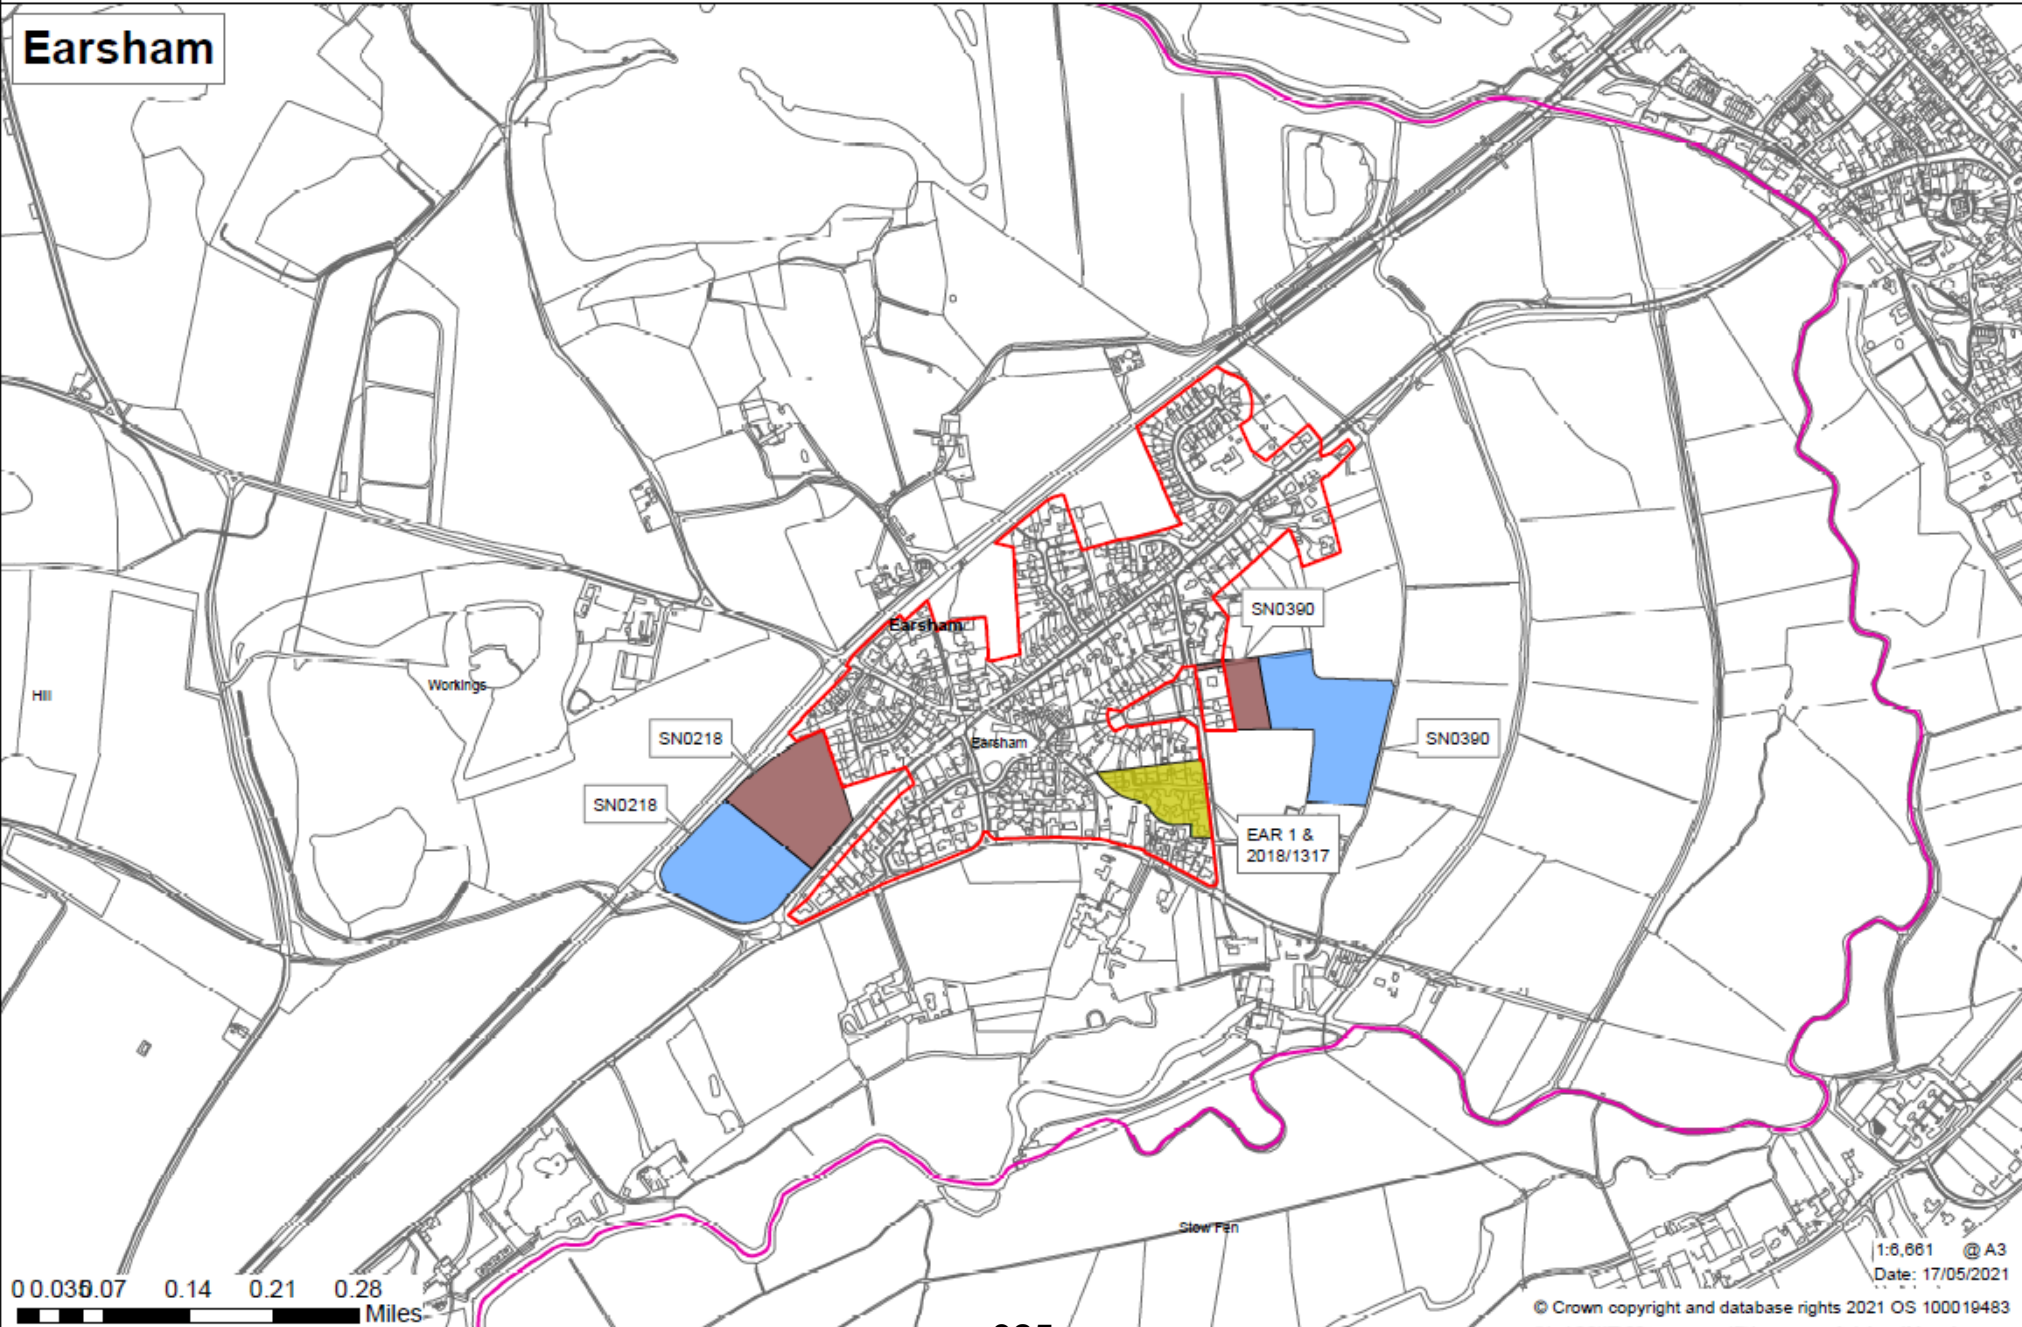 Earsham
SN0390
Earsham
Workings
Hill
SN0218
Earsham
SN0390
SN0218
EAR 1 &
2018/1317
Stow Fen
1:6,661 @ A3
Date: 17/05/2021
0 0.035 0.07 0.14 0.21 0.28
Miles
© Crown copyright and database rights 2021 OS 100019483